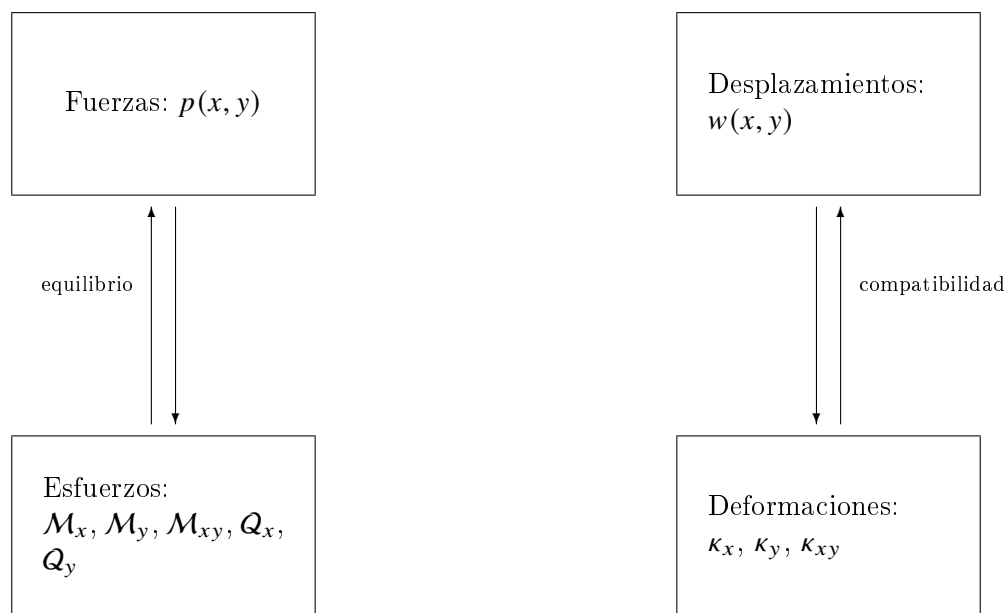 Fuerzas: p(x, y)
Desplazamientos:
w(x, y)
equilibrio
compatibilidad
Esfuerzos:
ℳx, ℳy, ℳxy, 𝒬x,
𝒬y
Deformaciones:
κx, κy, κxy